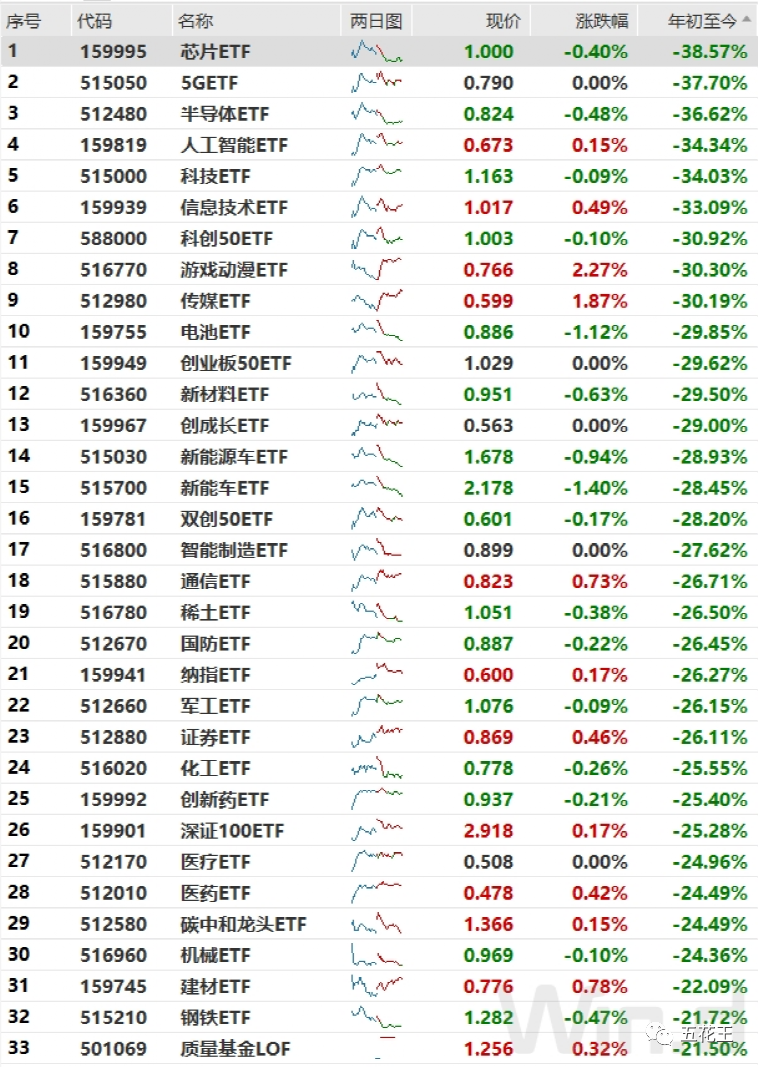 序号 代码 名称 两日图 现价 涨跌幅 年初至今
1 159995 芯片ETF 1.000 -0.40% -38.57%
2 515050 5GETF 0.790 0.00% -37.70%
3 512480 半导体ETF 0.824 -0.48% -36.62%
4 159819 人工智能ETF 0.673 0.15% -34.34%
5 515000 科技ETF 1.163 -0.09% -34.03%
6 159939 信息技术ETF 1.017 0.49% -33.09%
7 588000 科创50ETF 1.003 -0.10% -30.92%
8 516770 游戏动漫ETF 0.766 2.27% -30.30%
9 512980 传媒ETF 0.599 1.87% -30.19%
10 159755 电池ETF 0.886 -1.12% -29.85%
11 159949 创业板50ETF 1.029 0.00% -29.62%
12 516360 新材料ETF 0.951 -0.63% -29.50%
13 159967 创成长ETF 0.563 0.00% -29.00%
14 515030 新能源车ETF 1.678 -0.94% -28.93%
15 515700 新能车ETF 2.178 -1.40% -28.45%
16 159781 双创50ETF 0.601 -0.17% -28.20%
17 516800 智能制造ETF 0.899 0.00% -27.62%
18 515880 通信ETF 0.823 0.73% -26.71%
19 516780 稀土ETF 1.051 -0.38% -26.50%
20 512670 国防ETF 0.887 -0.22% -26.45%
21 159941 纳指ETF 0.600 0.17% -26.27%
22 512660 军工ETF 1.076 -0.09% -26.15%
23 512880 证券ETF 0.869 0.46% -26.11%
24 516020 化工ETF 0.778 -0.26% -25.55%
25 159992 创新药ETF 0.937 -0.21% -25.40%
26 159901 深证100ETF 2.918 0.17% -25.28%
27 512170 医疗ETF 0.508 0.00% -24.96%
28 512010 医药ETF 0.478 0.42% -24.49%
29 512580 碳中和龙头ETF 1.366 0.15% -24.49%
30 516960 机械ETF 0.969 -0.10% -24.36%
31 159745 建材ETF 0.776 0.78% -22.09%
32 515210 钢铁ETF 1.282 -0.47% -21.72%
33 501069 质量基金LOF 1.256 0.32% -21.50%
Wind
五花王